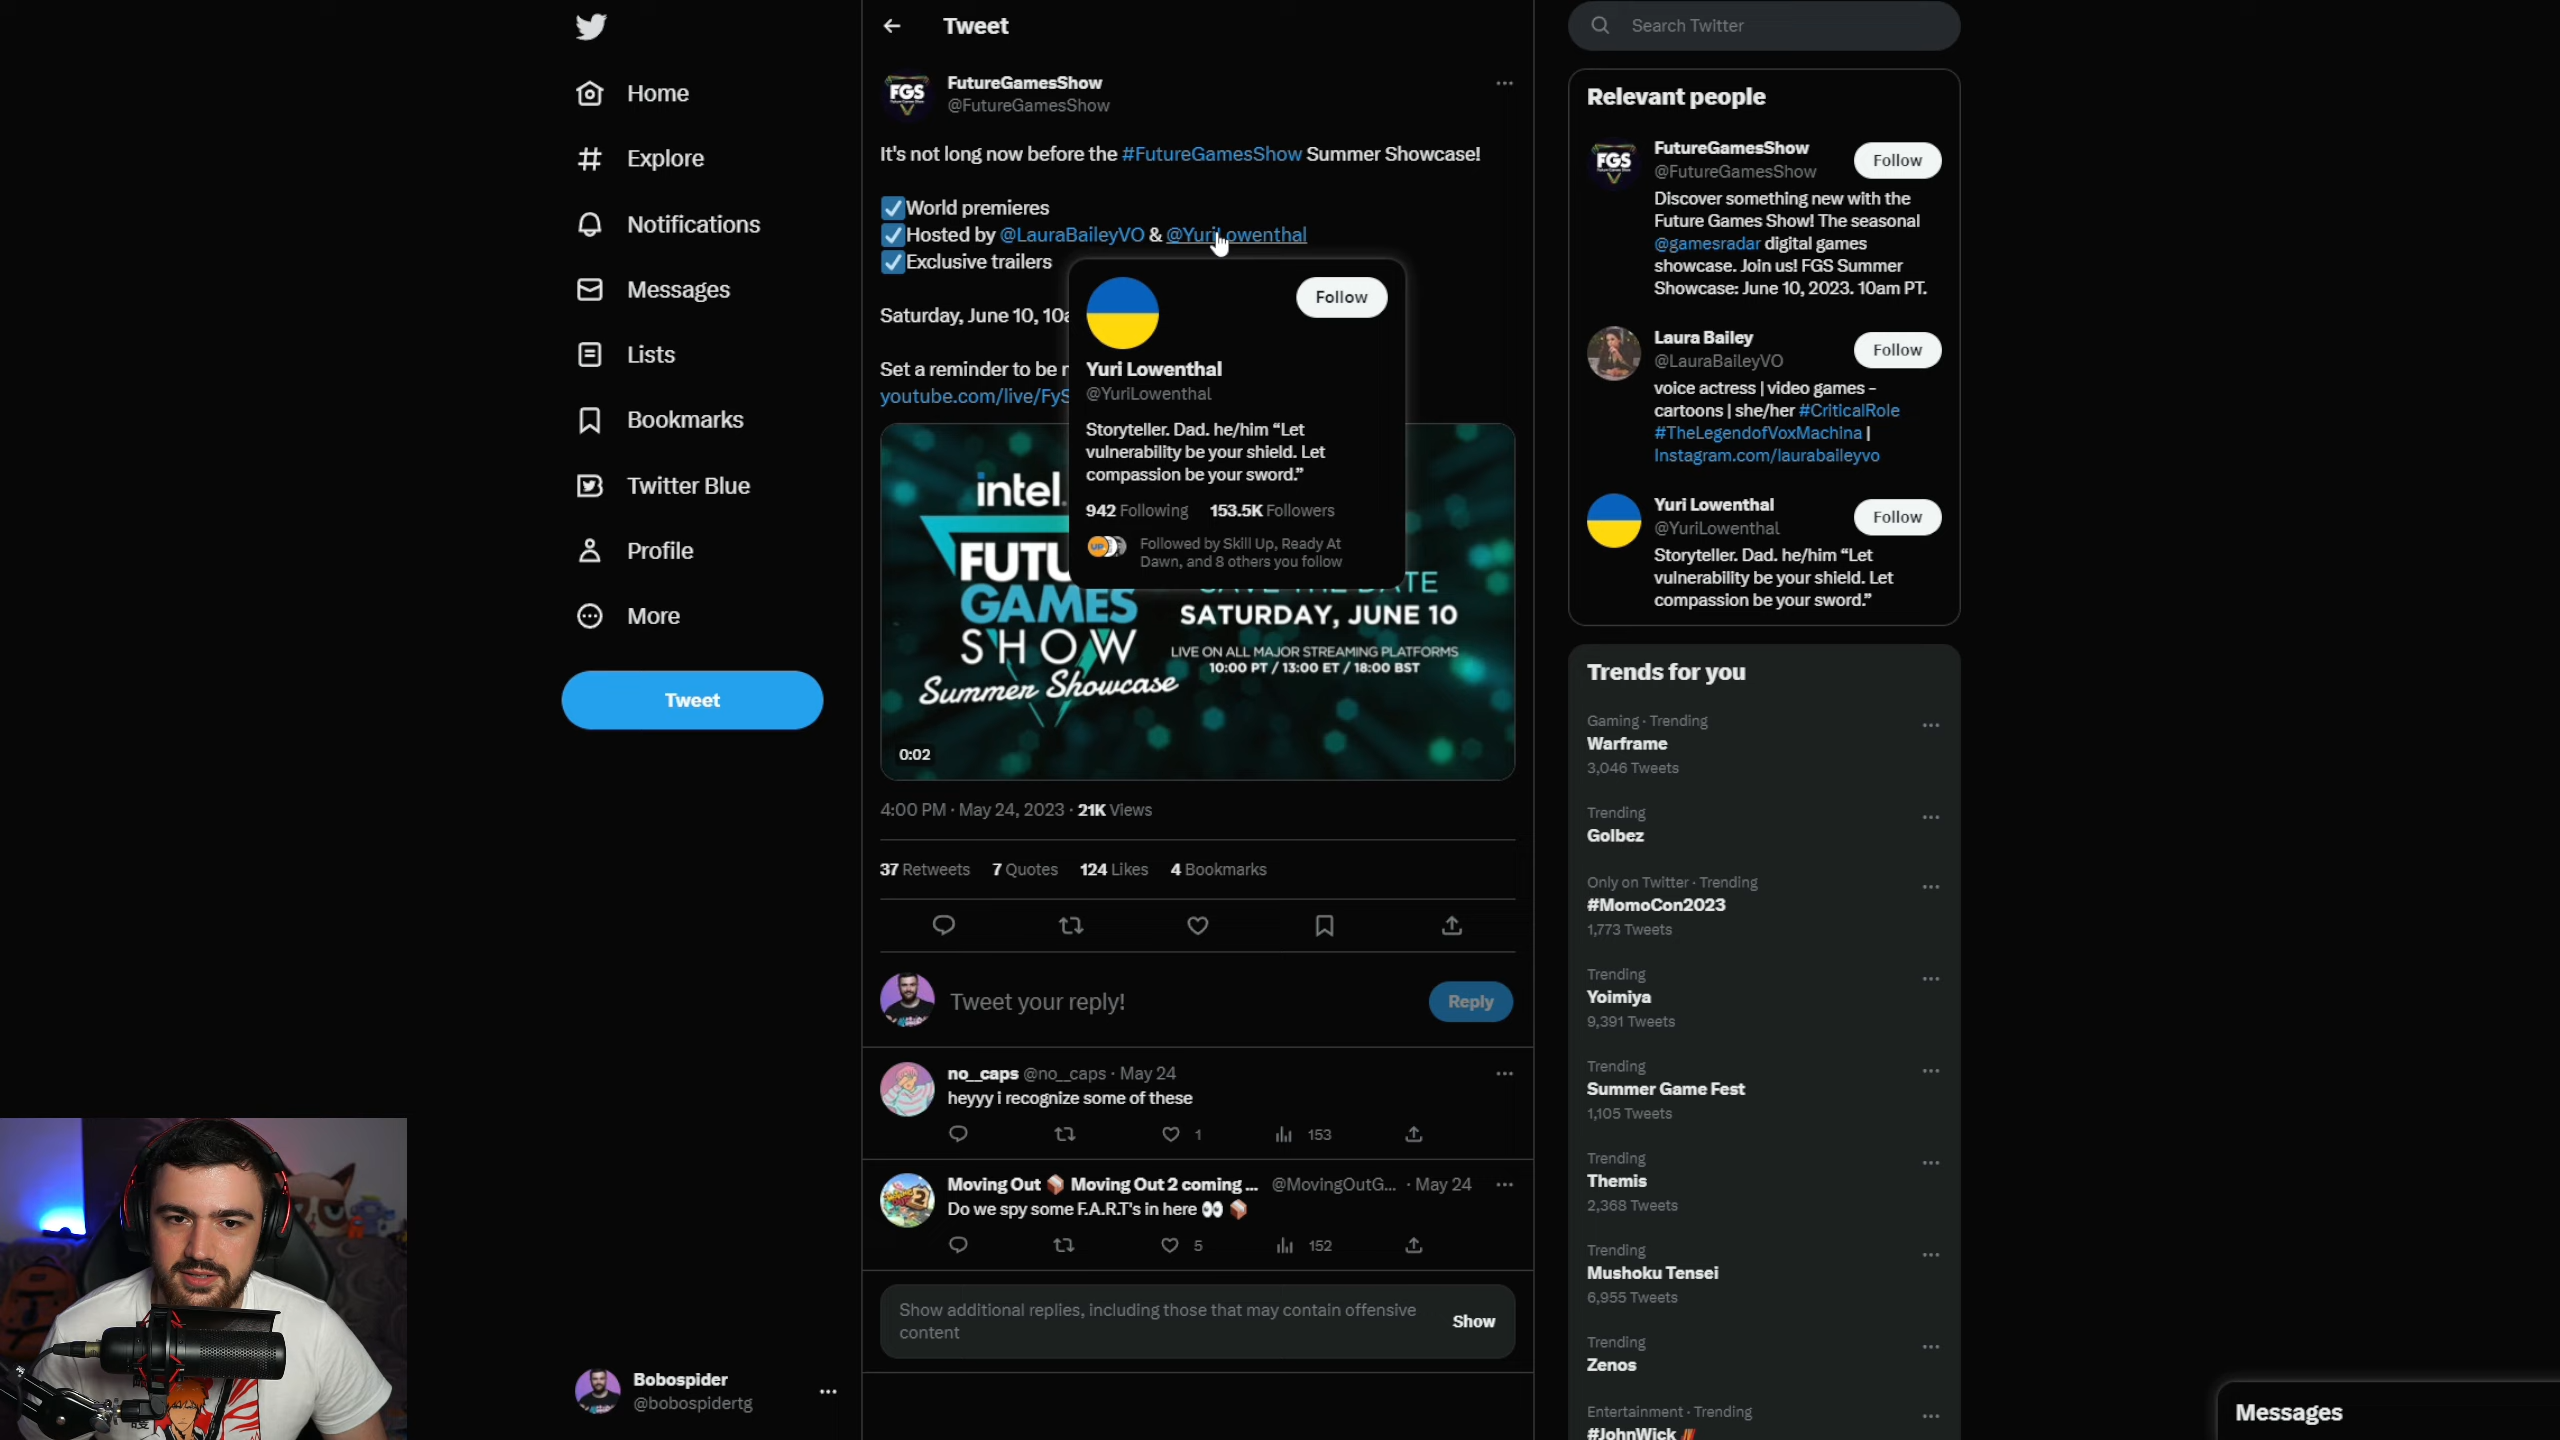 Home
Explore
Notifications
Messages
Lists
Bookmarks
Twitter Blue
Profile
More
Tweet
Bobospider
@bobospidertg
Tweet
FGS
FutureGamesShow
@FutureGamesShow
It's not long now before the #FutureGamesShow Summer Showcase!
World premieres
Hosted by @LauraBaileyVO & @YuriLowenthal
Exclusive trailers
Saturday, June 10, 10a
Set a reminder to be
youtube.com/live/FyS
Follow
Yuri Lowenthal
@YuriLowenthal
Storyteller. Dad. he/him “Let
vulnerability be your shield. Let
compassion be your sword.”
942 Following 153.5K Followers
UP
Followed by Skill Up, Ready At
Dawn, and 8 others you follow
intel.
FUTU
GAMES
SHOW
Summer Showcase
SAVE THE DATE
SATURDAY, JUNE 10
LIVE ON ALL MAJOR STREAMING PLATFORMS
10:00 PT / 13:00 ET / 18:00 BST
0:02
4:00 PM · May 24, 2023 · 21K Views
37 Retweets 7 Quotes 124 Likes 4 Bookmarks
Tweet your reply!
Reply
no__caps @no__caps · May 24
heyyy i recognize some of these
1 153
Moving Out 📦 Moving Out 2 coming ... @MovingOutG... · May 24
Do we spy some F.A.R.T's in here 👀 📦
5 152
Show additional replies, including those that may contain offensive
content
Show
Search Twitter
Relevant people
FGS
FutureGamesShow
@FutureGamesShow
Follow
Discover something new with the
Future Games Show! The seasonal
@gamesradar digital games
showcase. Join us! FGS Summer
Showcase: June 10, 2023. 10am PT.
Laura Bailey
@LauraBaileyVO
Follow
voice actress | video games -
cartoons | she/her #CriticalRole
#TheLegendofVoxMachina |
Instagram.com/laurabaileyvo
Yuri Lowenthal
@YuriLowenthal
Follow
Storyteller. Dad. he/him “Let
vulnerability be your shield. Let
compassion be your sword.”
Trends for you
Gaming · Trending
Warframe
3,046 Tweets
Trending
Golbez
Only on Twitter · Trending
#MomoCon2023
1,773 Tweets
Trending
Yoimiya
9,391 Tweets
Trending
Summer Game Fest
1,105 Tweets
Trending
Themis
2,368 Tweets
Trending
Mushoku Tensei
6,955 Tweets
Trending
Zenos
Entertainment · Trending
#JohnWick
Messages